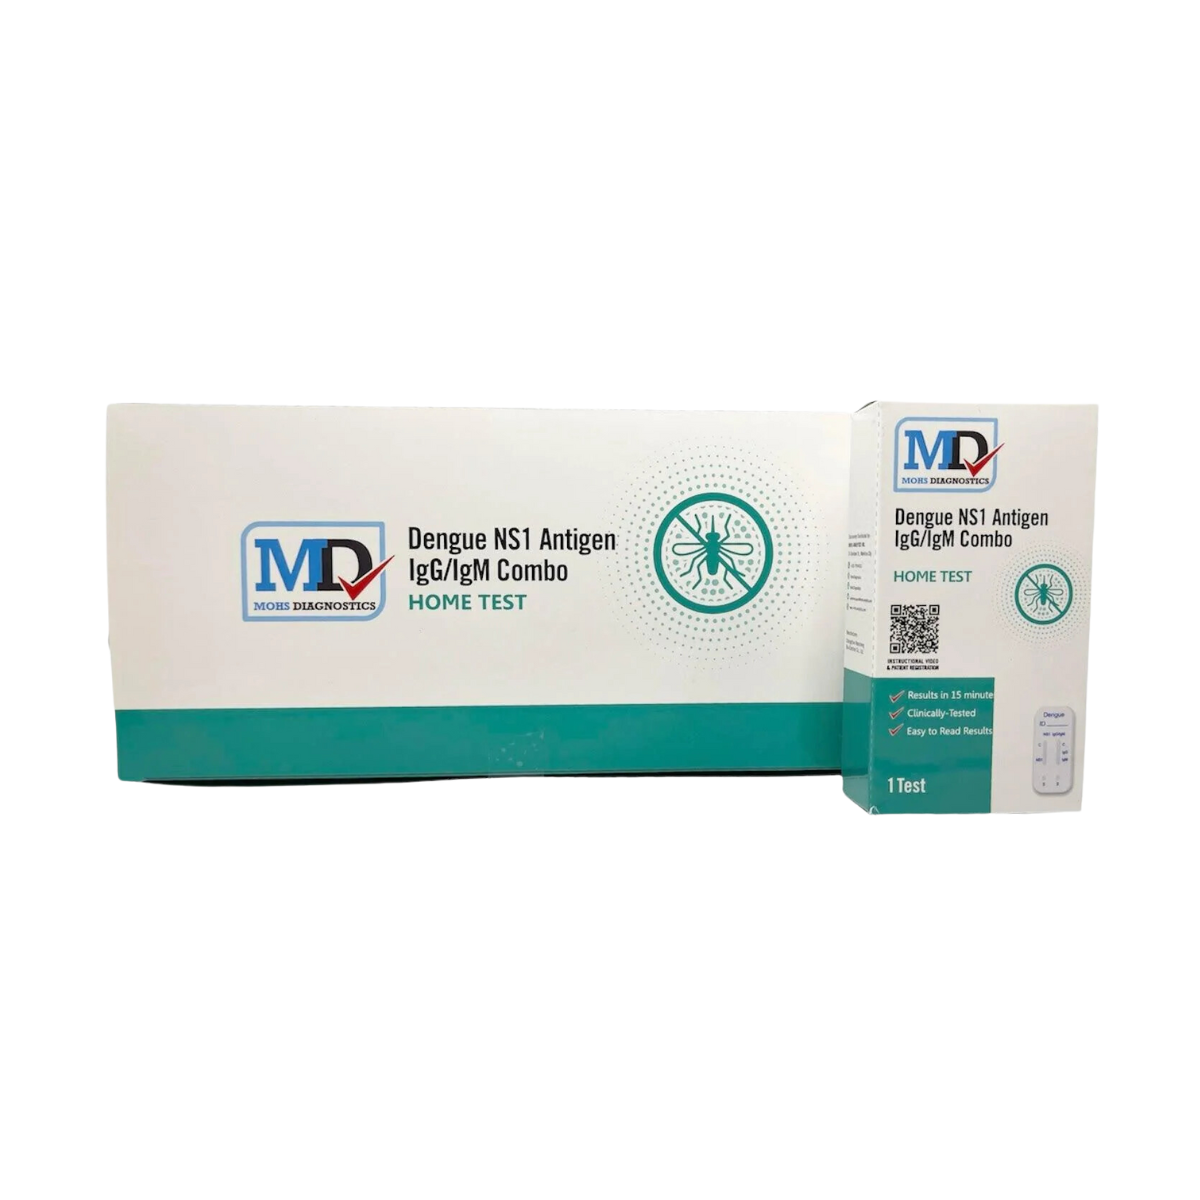 MD
MOHS DIAGNOSTICS
Dengue NS1 Antigen
IgG/IgM Combo
HOME TEST
MD
MOHS DIAGNOSTICS
Dengue NS1 Antigen
IgG/IgM Combo
HOME TEST
INSTRUCTIONAL VIDEO
& PATIENT REGISTRATION
Results in 15 minute
Clinically-Tested
Easy to Read Results
1 Test
Dengue
ID